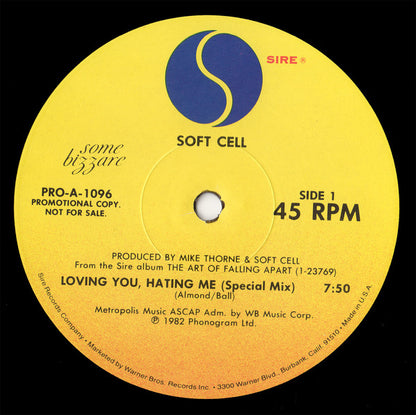 SIRE®
SOFT CELL
some
bizzare
PRO-A-1096
PROMOTIONAL COPY.
NOT FOR SALE.
SIDE 1
45 RPM
PRODUCED BY MIKE THORNE & SOFT CELL
From the Sire album THE ART OF FALLING APART (1-23769)
LOVING YOU, HATING ME (Special Mix) 7:50
(Almond/Ball)
Metropolis Music ASCAP Adm. by WB Music Corp.
℗ 1982 Phonogram Ltd.
Sire Records Company • Marketed by Warner Bros. Records Inc. • 3300 Warner Blvd. Burbank, Calif. 91510 • Made in U.S.A.